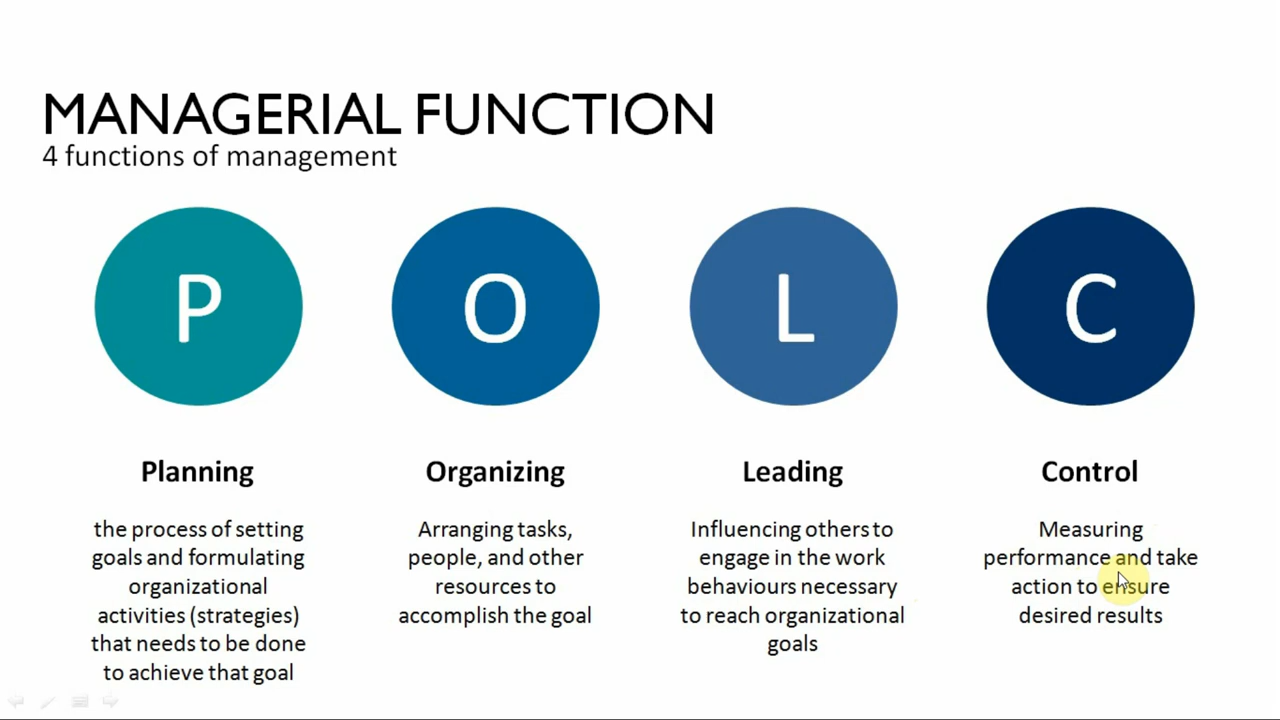 MANAGERIAL FUNCTION
4 functions of management
P
O
L
C
Planning
the process of setting
goals and formulating
organizational
activities (strategies)
that needs to be done
to achieve that goal
Organizing
Arranging tasks,
people, and other
resources to
accomplish the goal
Leading
Influencing others to
engage in the work
behaviours necessary
to reach organizational
goals
Control
Measuring
performance and take
action to ensure
desired results